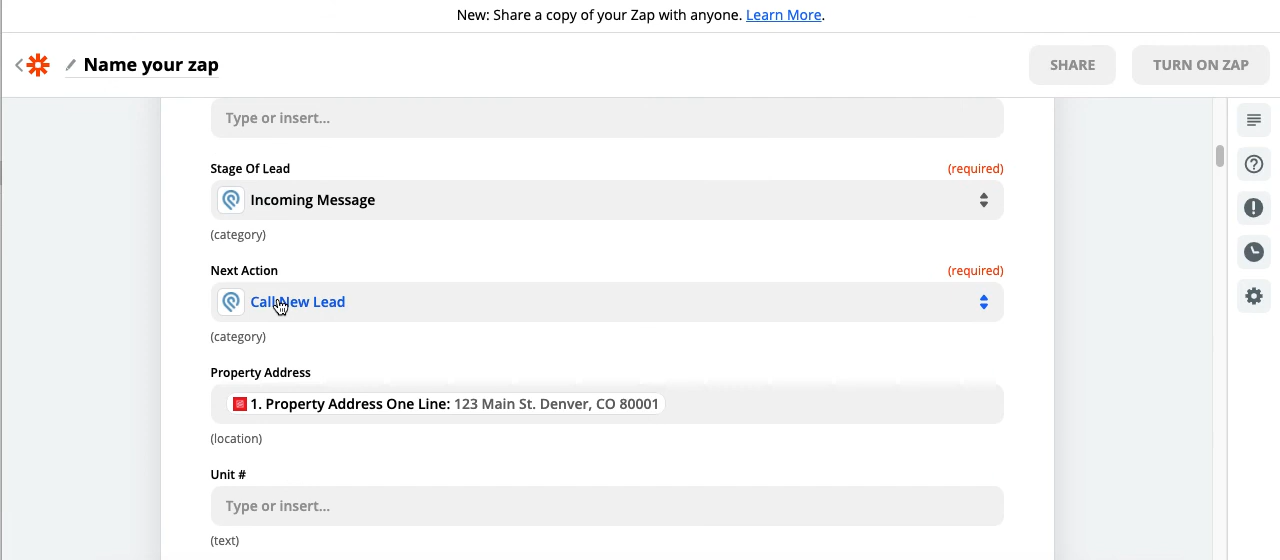 New: Share a copy of your Zap with anyone. Learn More.
Name your zap
SHARE
TURN ON ZAP
Type or insert...
Stage Of Lead (required)
Incoming Message
(category)
Next Action (required)
Call New Lead
(category)
Property Address
1. Property Address One Line: 123 Main St. Denver, CO 80001
(location)
Unit #
Type or insert...
(text)